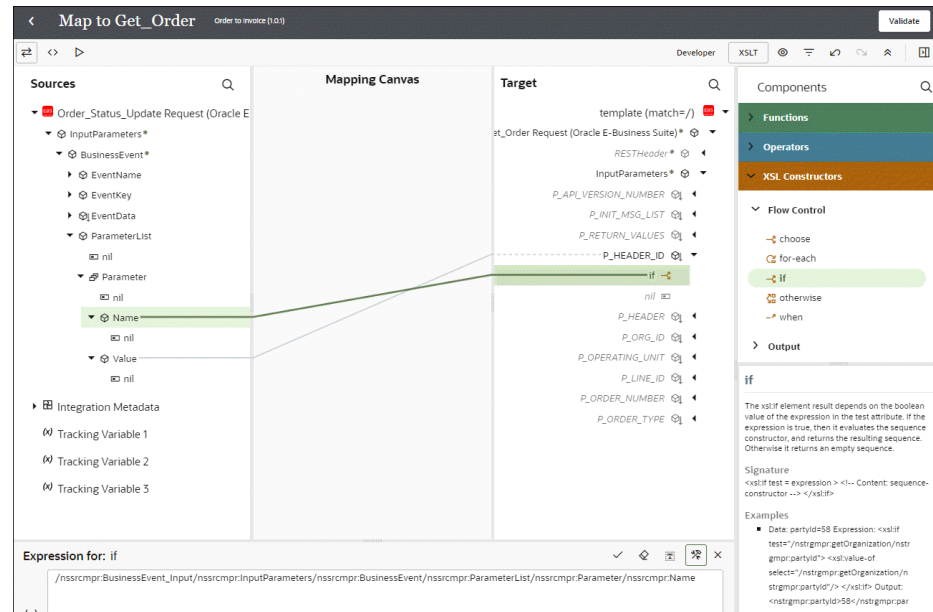 Map to Get_Order
Order to Invoice (1.0.1)
Validate
Developer
XSLT
Sources
Mapping Canvas
Target
Components
Order_Status_Update Request (Oracle E
InputParameters*
BusinessEvent*
EventName
EventKey
EventData
ParameterList
nil
Parameter
nil
Name
nil
Value
nil
Integration Metadata
(x) Tracking Variable 1
(x) Tracking Variable 2
(x) Tracking Variable 3
template (match=/)
et_Order Request (Oracle E-Business Suite)*
RESTHeader*
InputParameters*
P_API_VERSION_NUMBER
P_INIT_MSG_LIST
P_RETURN_VALUES
P_HEADER_ID
if
nil
P_HEADER
P_ORG_ID
P_OPERATING_UNIT
P_LINE_ID
P_ORDER_NUMBER
P_ORDER_TYPE
Functions
Operators
XSL Constructors
Flow Control
choose
for-each
if
otherwise
when
Output
if
The xsl:if element result depends on the boolean
value of the expression in the test attribute. If the
expression is true, then it evaluates the sequence
constructor, and returns the resulting sequence.
Otherwise it returns an empty sequence.
Signature
<xsl:if test = expression > <!-- Content: sequence-
constructor --> </xsl:if>
Examples
Data: partyId=58 Expression: <xsl:if
test="/nstrgmpr:getOrganization/nstr
gmpr:partyId"> <xsl:value-of
select="/nstrgmpr:getOrganization/n
strgmpr:partyId"/> </xsl:if> Output:
<nstrgmpr:partyId>58</nstrgmpr:par
Expression for: if
/nssrcmpr:BusinessEvent_Input/nssrcmpr:InputParameters/nssrcmpr:BusinessEvent/nssrcmpr:ParameterList/nssrcmpr:Parameter/nssrcmpr:Name